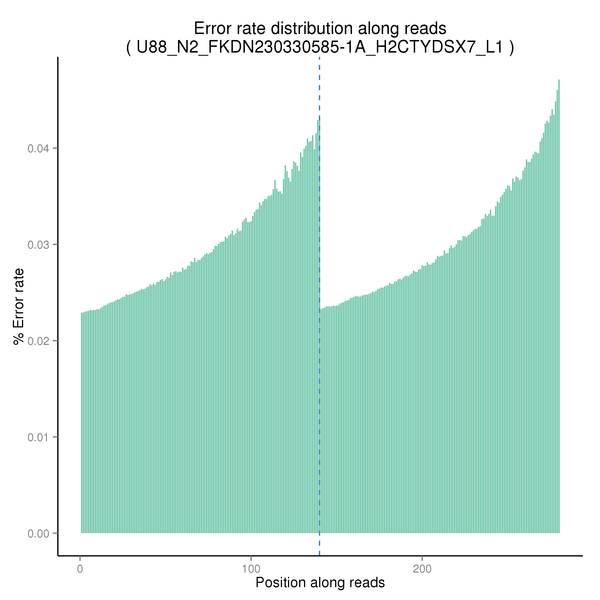 Error rate distribution along reads
( U88_N2_FKDN230330585-1A_H2CTYDSX7_L1 )
% Error rate
0.04
0.03
0.02
0.01
0.00
0
100
200
Position along reads